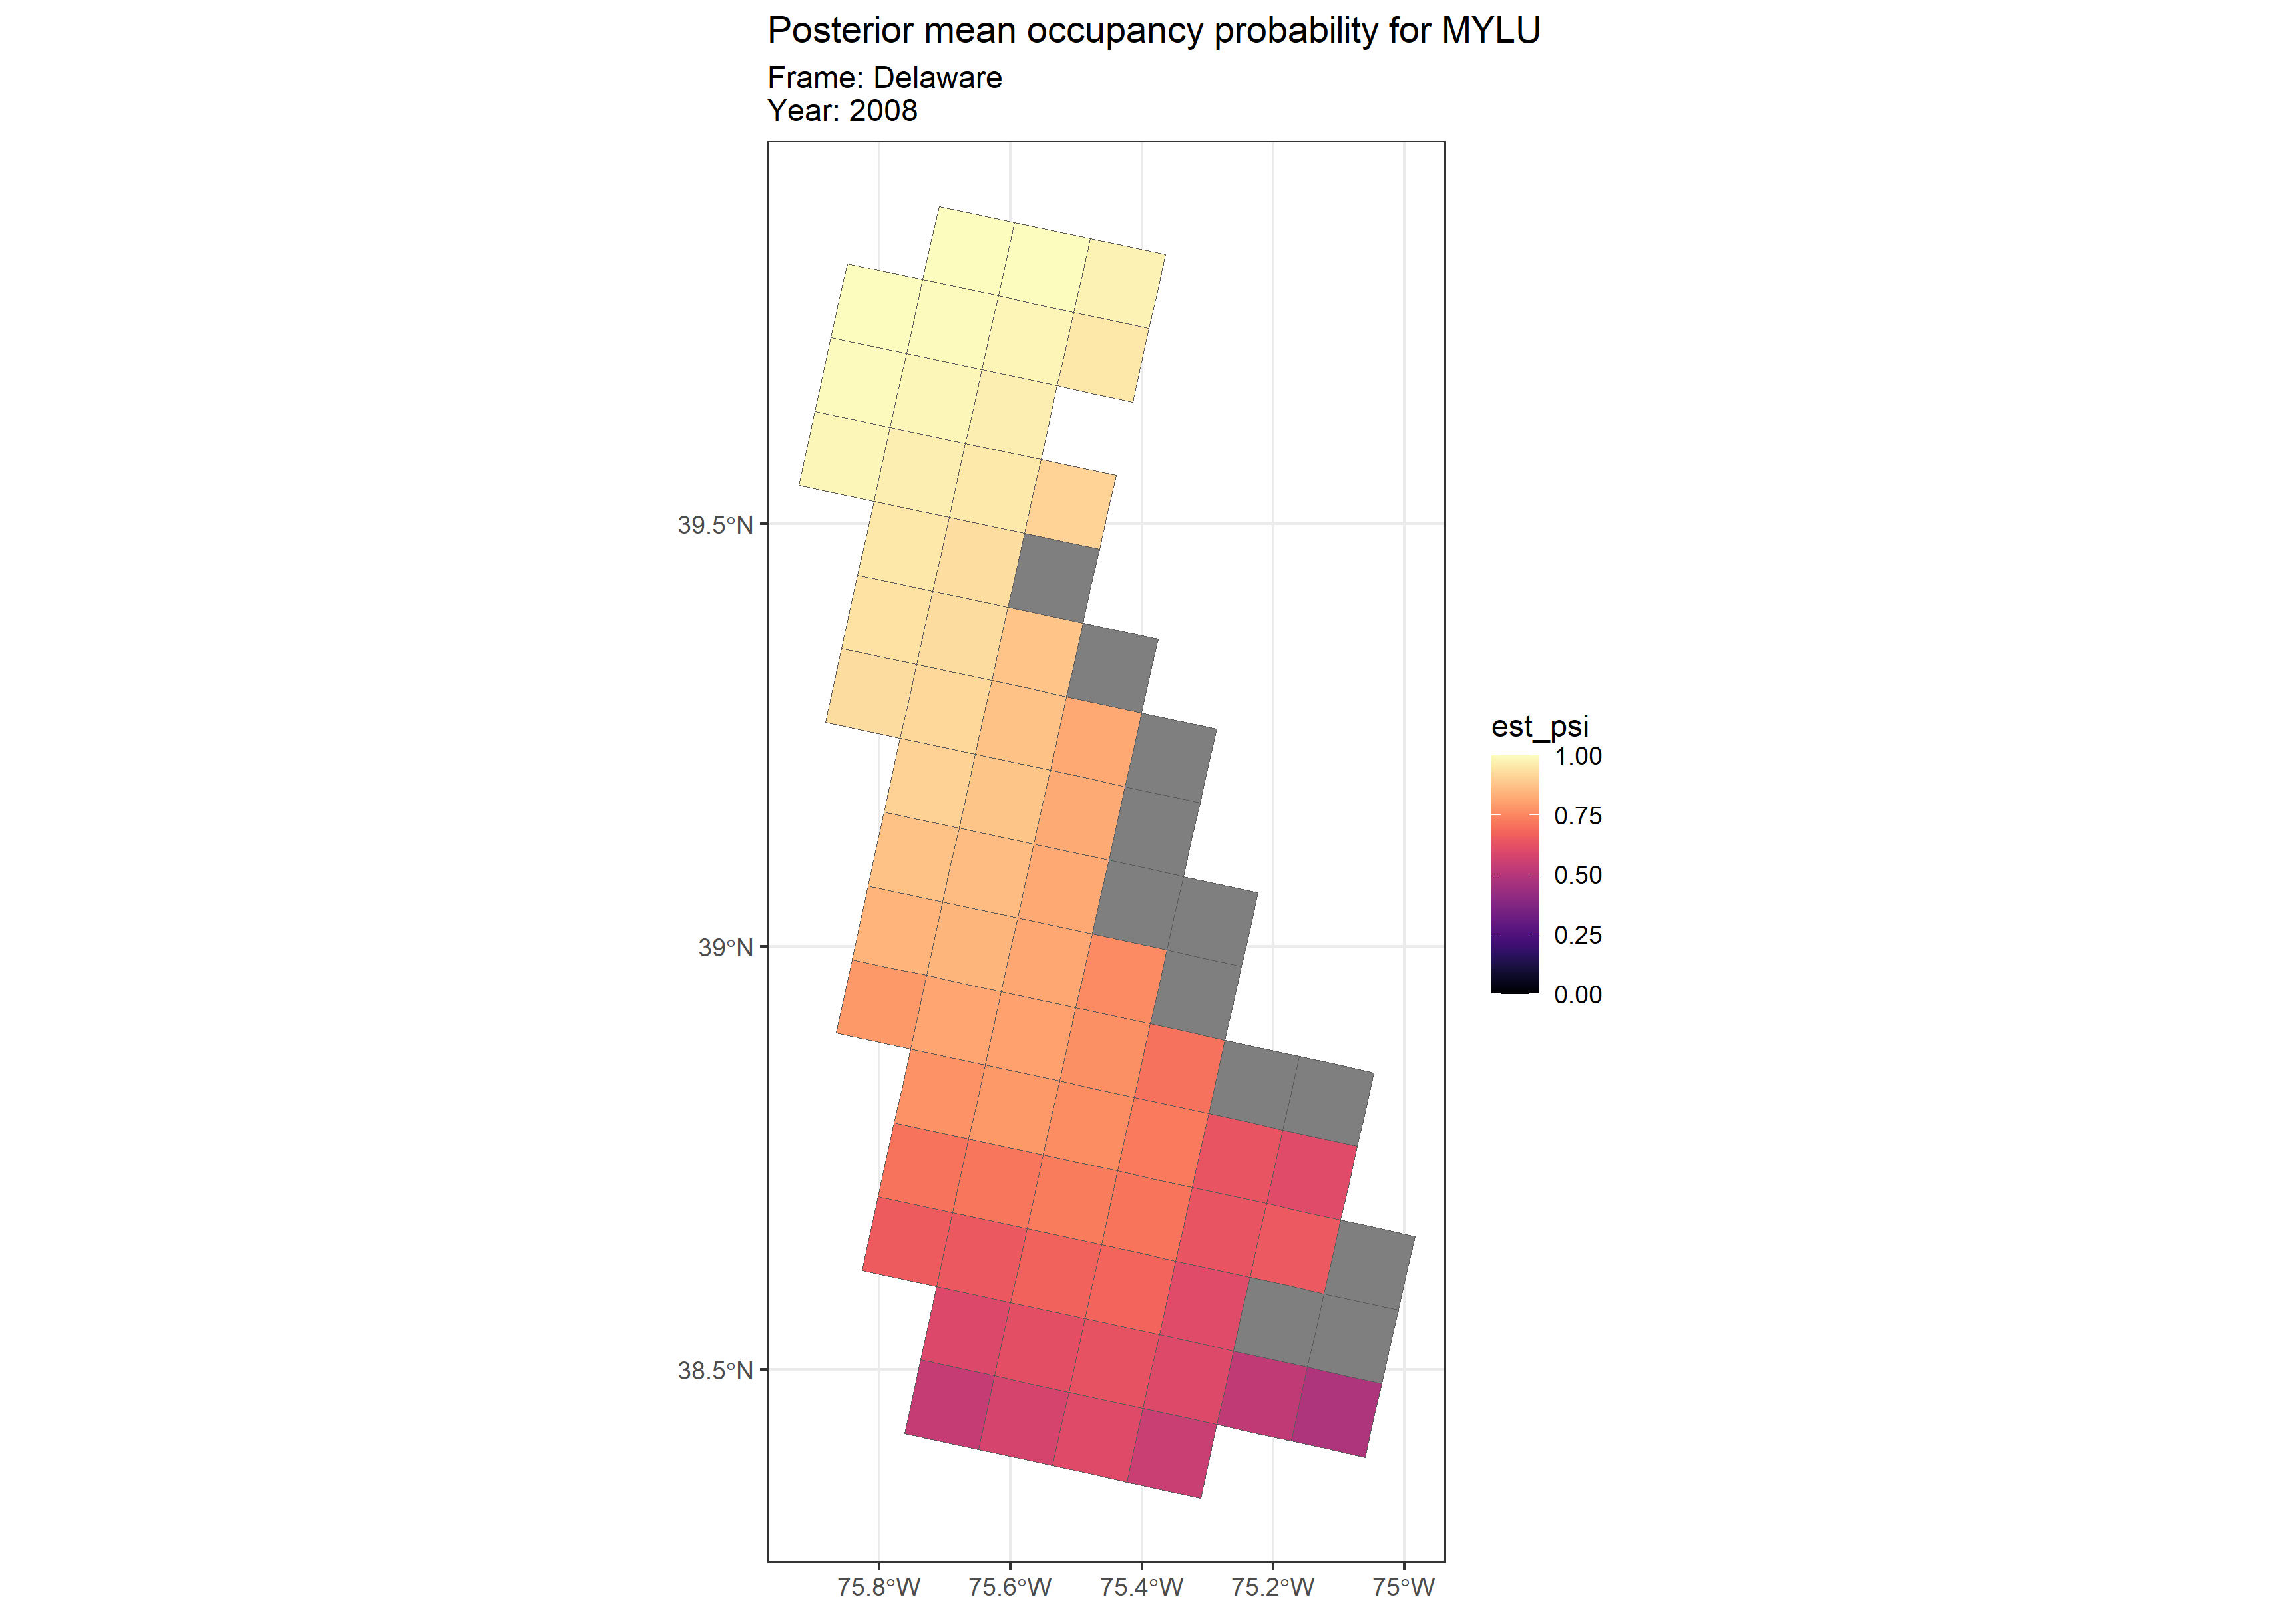 Posterior mean occupancy probability for MYLU
Frame: Delaware
Year: 2008
39.5°N
39°N
38.5°N
75.8°W
75.6°W
75.4°W
75.2°W
75°W
est_psi
1.00
0.75
0.50
0.25
0.00